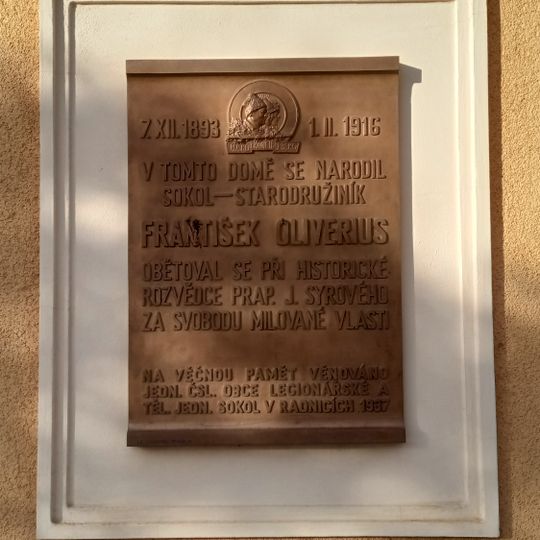 7.XII.1893 1.II.1916
V TOMTO DOMĚ SE NARODIL
SOKOL—STARODRUŽINÍK
FRANTIŠEK OLIVERIUS
OBĚTOVAL SE PŘI HISTORICKÉ
ROZVĚDCE PRAP. J. SYROVÉHO
ZA SVOBODU MILOVANÉ VLASTI
NA VĚČNOU PAMĚT VĚNOVÁNO
JEDN. ČSL. OBCE LEGIONÁŘSKÉ A
TĚL. JEDN. SOKOL V RADNICÍCH 1937